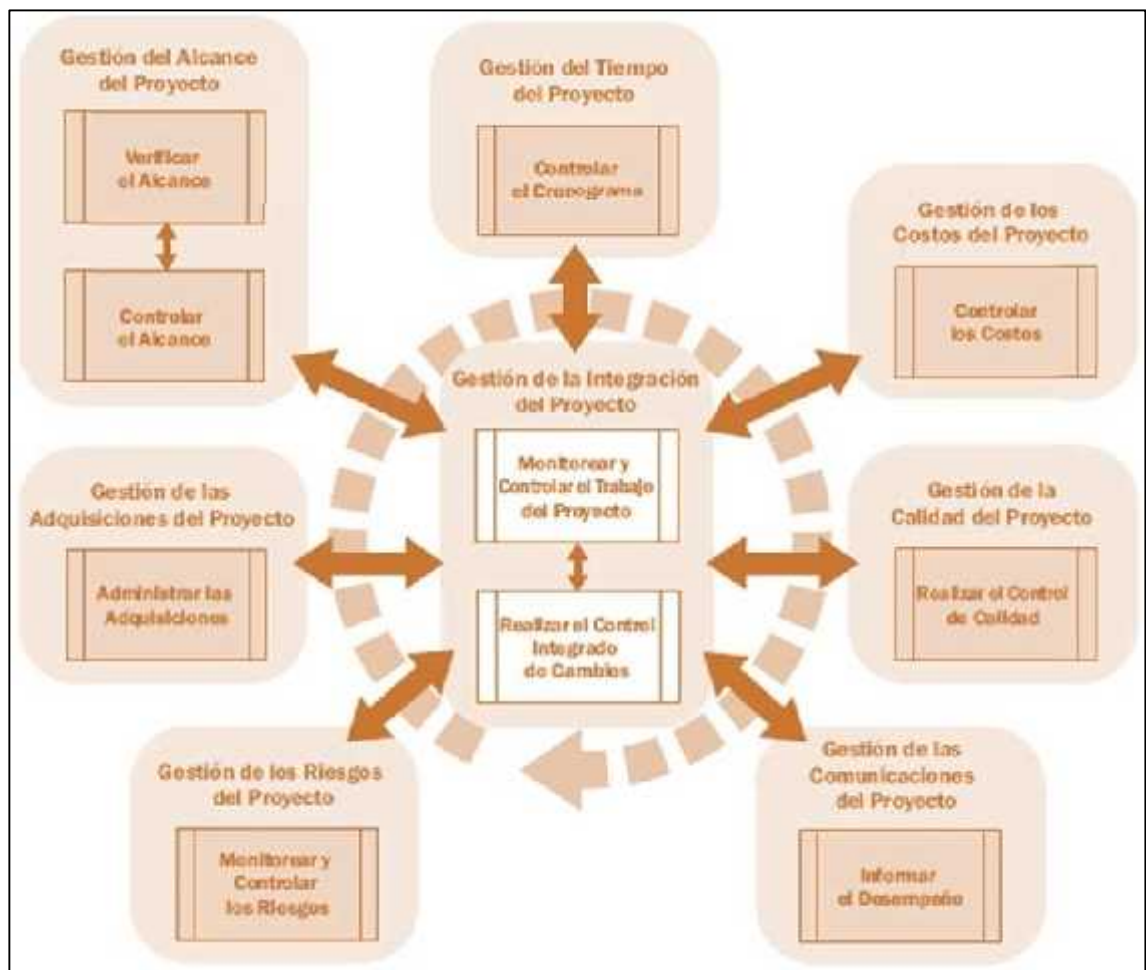 Gestión del Alcance
del Proyecto
Verificar
el Alcance
Controlar
el Alcance
Gestión del Tiempo
del Proyecto
Controlar
el Cronograma
Gestión de los
Costos del Proyecto
Controlar
los Costos
Gestión de la Integración
del Proyecto
Monitorear y
Controlar el Trabajo
del Proyecto
Realizar el Control
Integrado
de Cambios
Gestión de las
Adquisiciones del Proyecto
Administrar las
Adquisiciones
Gestión de la
Calidad del Proyecto
Realizar el Control
de Calidad
Gestión de los Riesgos
del Proyecto
Monitorear y
Controlar
los Riesgos
Gestión de las
Comunicaciones
del Proyecto
Informar
el Desempeño